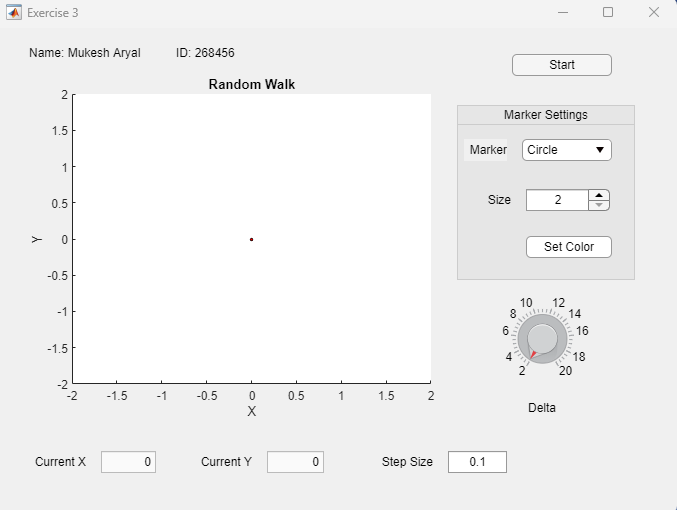 Exercise 3
Name: Mukesh Aryal ID: 268456
Start
Random Walk
2
1.5
1
0.5
0
-0.5
-1
-1.5
-2
Y
-2 -1.5 -1 -0.5 0 0.5 1 1.5 2
X
Marker Settings
Marker Circle
Size 2
Set Color
2 4 6 8 10 12 14 16 18 20
Delta
Current X 0 Current Y 0 Step Size 0.1